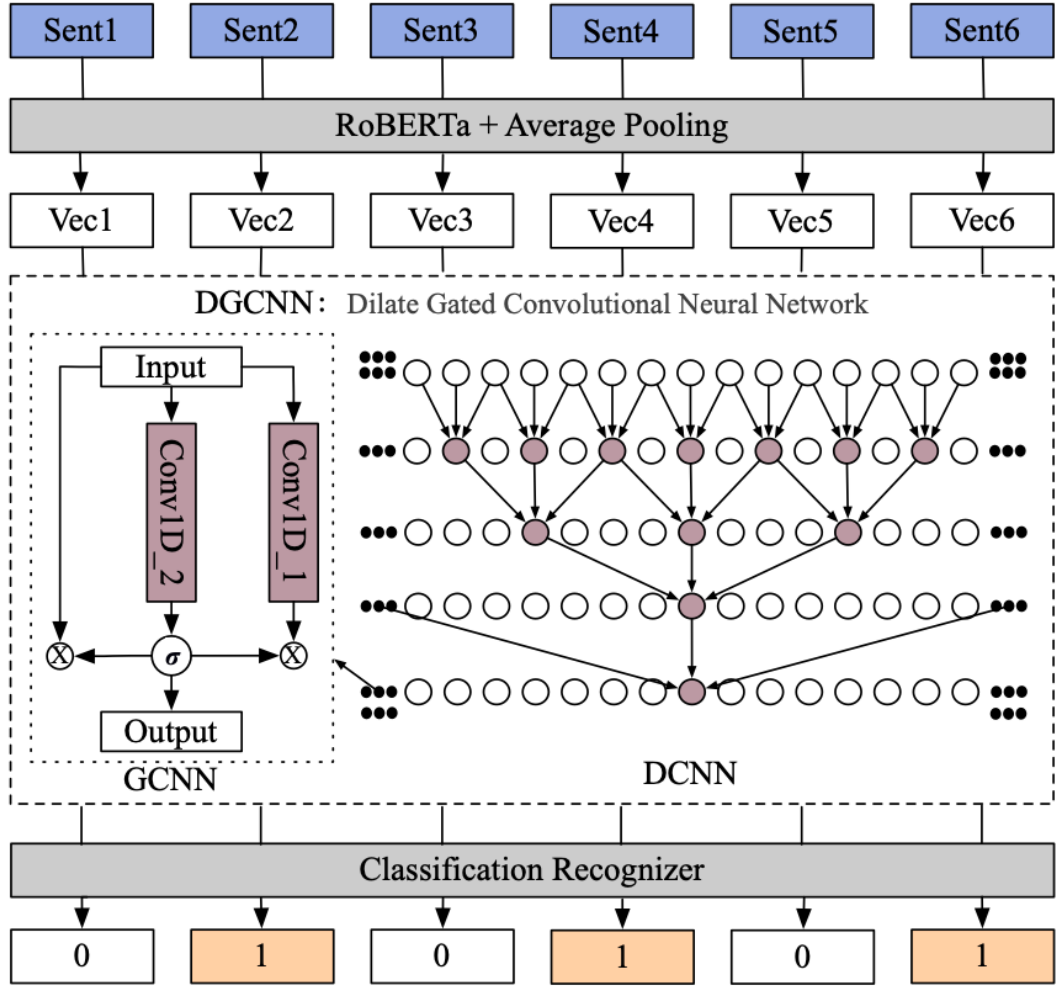 Sent1 Sent2 Sent3 Sent4 Sent5 Sent6
RoBERTa + Average Pooling
Vec1 Vec2 Vec3 Vec4 Vec5 Vec6
DGCNN: Dilate Gated Convolutional Neural Network
Input
Conv1D_2
Conv1D_1
X σ X
Output
GCNN
DCNN
Classification Recognizer
0 1 0 1 0 1